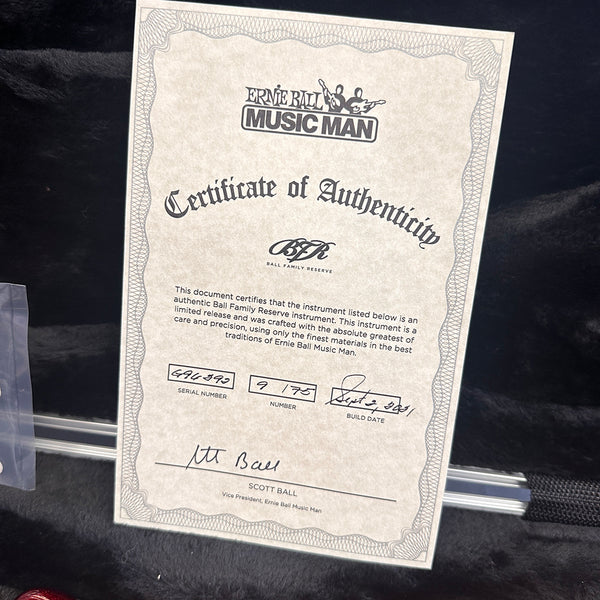 ERNIE BALL
MUSIC MAN
Certificate of Authenticity
BFR
BALL FAMILY RESERVE
This document certifies that the instrument listed below is an
authentic Ball Family Reserve instrument. This instrument is a
limited release and was crafted with the absolute greatest of
care and precision, using only the finest materials in the best
traditions of Ernie Ball Music Man.
Sept 2, 2021
SERIAL NUMBER
NUMBER
BUILD DATE
Ball
SCOTT BALL
Vice President, Ernie Ball Music Man